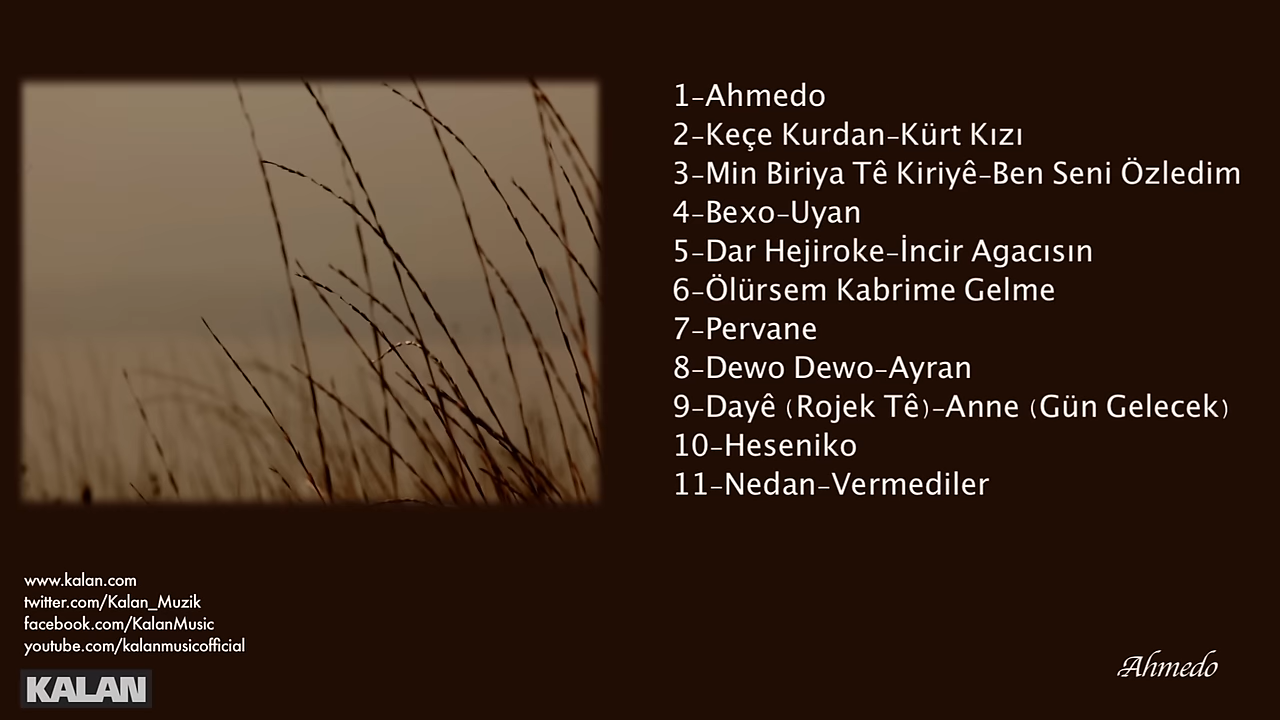 1-Ahmedo
2-Keçe Kurdan-Kürt Kızı
3-Min Biriya Tê Kiriyê-Ben Seni Özledim
4-Bexo-Uyan
5-Dar Hejiroke-İncir Agacısın
6-Ölürsem Kabrime Gelme
7-Pervane
8-Dewo Dewo-Ayran
9-Dayê (Rojek Tê)-Anne (Gün Gelecek)
10-Heseniko
11-Nedan-Vermediler
www.kalan.com
twitter.com/Kalan_Muzik
facebook.com/KalanMusic
youtube.com/kalanmusicofficial
KALAN
Ahmedo